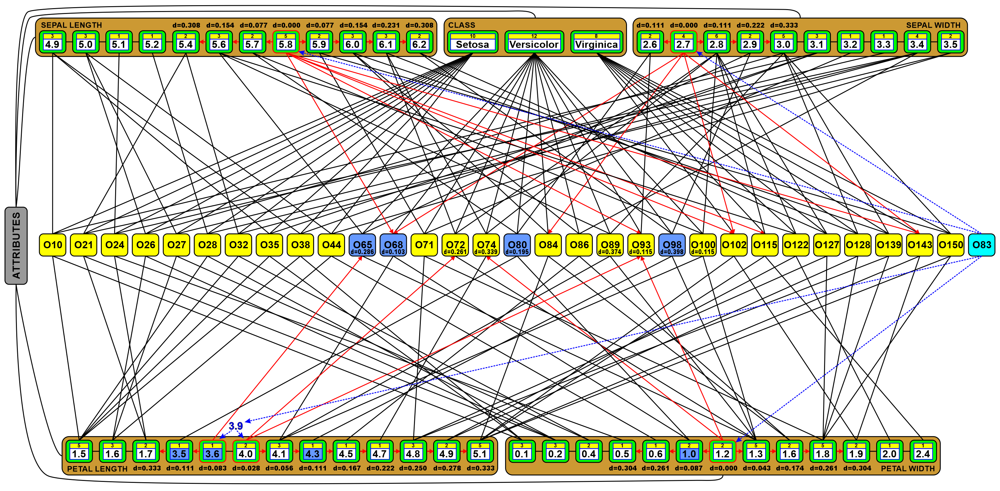 SEPAL LENGTH d=0.308 d=0.154 d=0.077 d=0.000 d=0.077 d=0.154 d=0.231 d=0.308
3 3 1 1 2 3 2 5 2 3 3 2
4.9 5.0 5.1 5.2 5.4 5.6 5.7 5.8 5.9 6.0 6.1 6.2
CLASS
10 12 8
Setosa Versicolor Virginica
d=0.111 d=0.000 d=0.111 d=0.222 d=0.333 SEPAL WIDTH
2 4 6 2 5 3 1 1 4 2
2.6 2.7 2.8 2.9 3.0 3.1 3.2 3.3 3.4 3.5
ATTRIBUTES
O10 O21 O24 O26 O27 O28 O32 O35 O38 O44 O65 O68 O71 O72 O74 O80 O84 O86 O89 O93 O98 O100 O102 O115 O122 O127 O128 O139 O143 O150 O83
d=0.286 d=0.103 d=0.261 d=0.339 d=0.195 d=0.374 d=0.115 d=0.398 d=0.115
3.9
5 3 2 1 1 2 3 1 1 1 3 2 5
1.5 1.6 1.7 3.5 3.6 4.0 4.1 4.3 4.5 4.7 4.8 4.9 5.1
PETAL LENGTH d=0.333 d=0.111 d=0.083 d=0.028 d=0.056 d=0.111 d=0.167 d=0.222 d=0.250 d=0.278 d=0.333
3 3 2 1 1 2 2 5 2 5 2 1 1
0.1 0.2 0.4 0.5 0.6 1.0 1.2 1.3 1.6 1.8 1.9 2.0 2.4
d=0.304 d=0.261 d=0.087 d=0.000 d=0.043 d=0.174 d=0.261 d=0.304 PETAL WIDTH